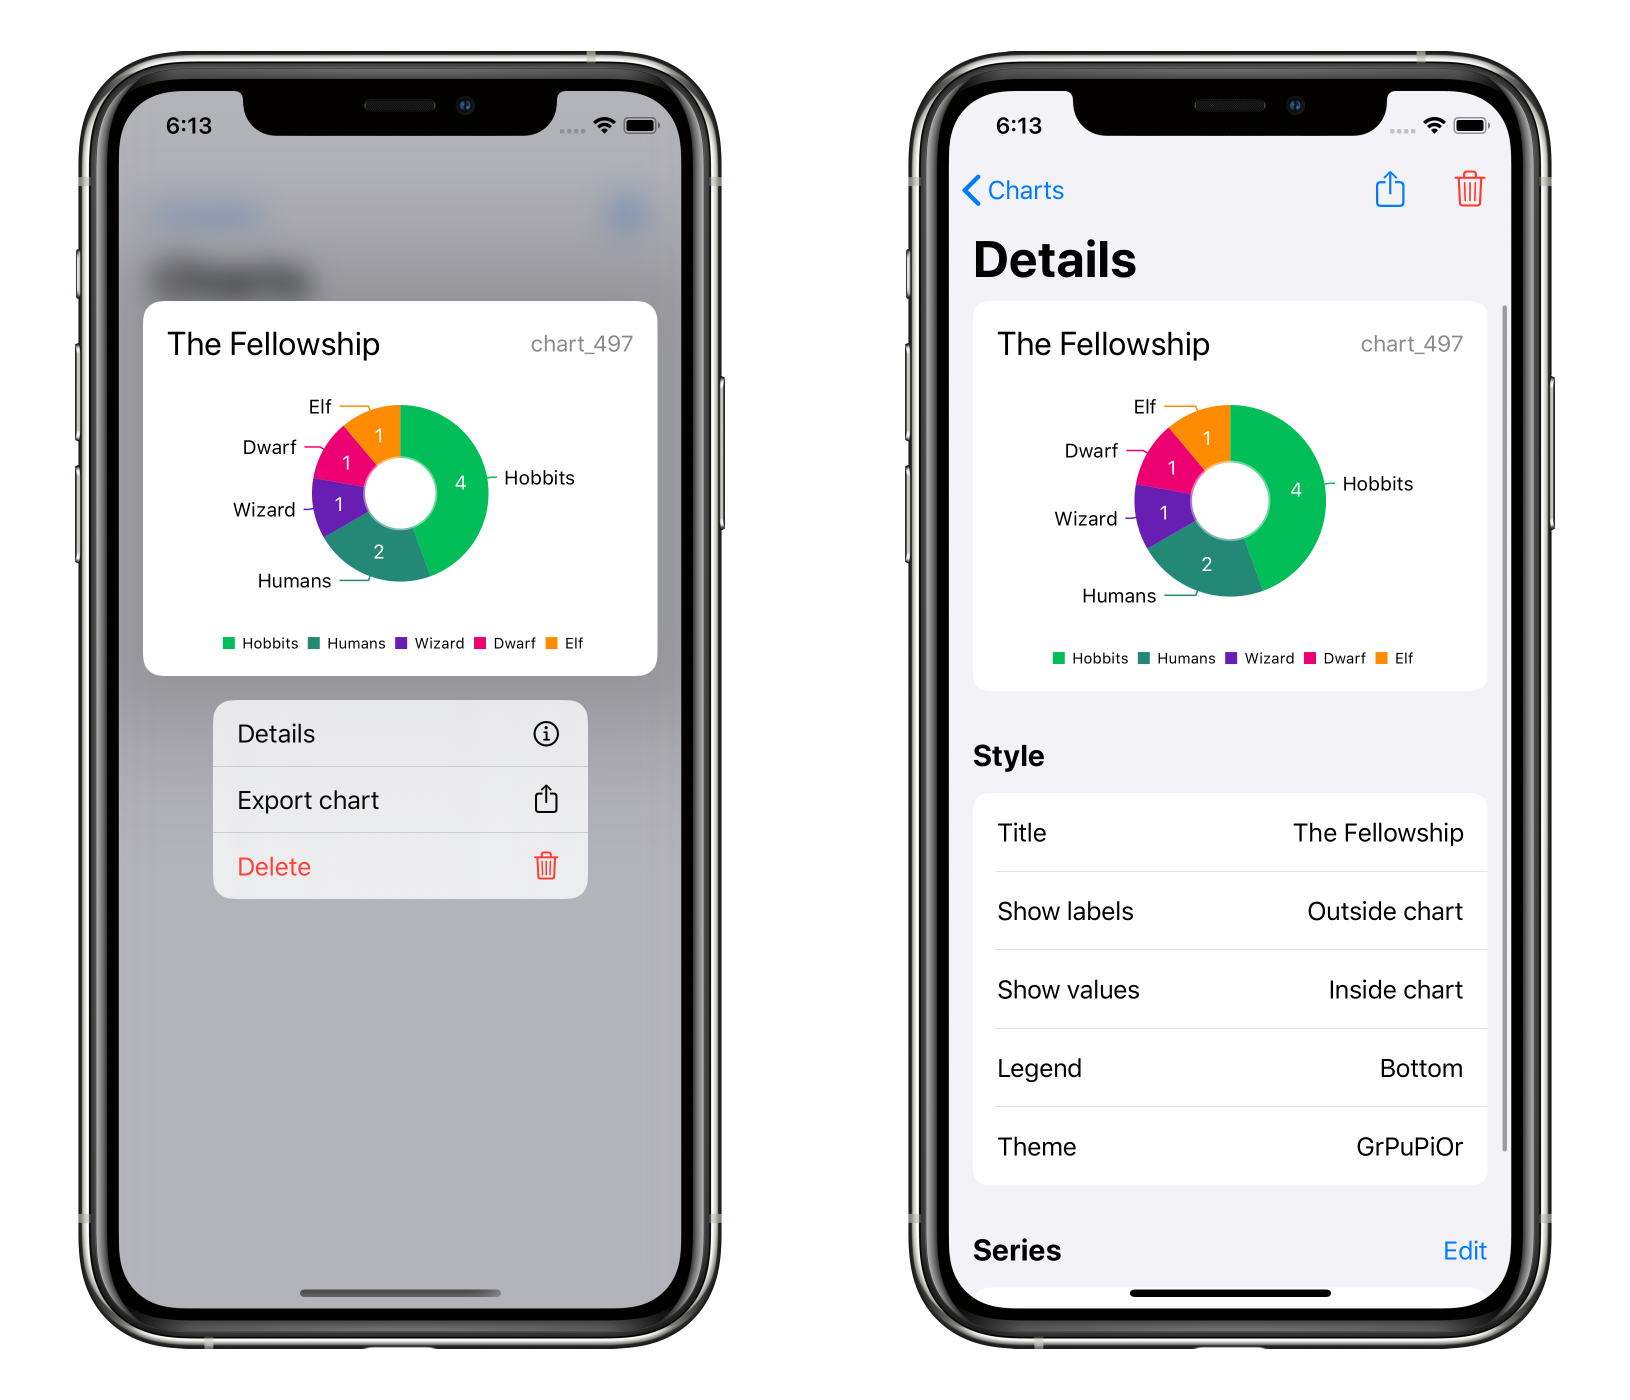 6:13
Charts
The Fellowship chart_497
Elf
1
Dwarf
1
4
Hobbits
Wizard
1
2
Humans
Hobbits Humans Wizard Dwarf Elf
Details
Export chart
Delete
6:13
Charts
Details
The Fellowship chart_497
Elf
1
Dwarf
1
4
Hobbits
Wizard
1
2
Humans
Hobbits Humans Wizard Dwarf Elf
Style
Title The Fellowship
Show labels Outside chart
Show values Inside chart
Legend Bottom
Theme GrPuPiOr
Series Edit